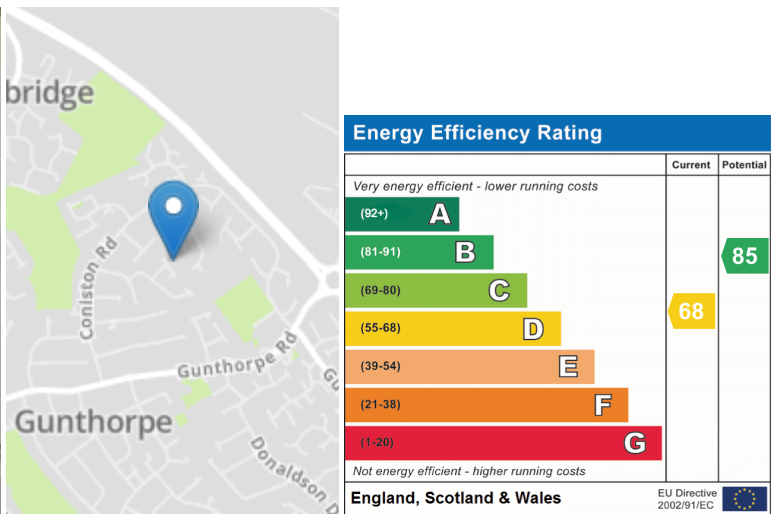 bridge
Coniston Rd
Gunthorpe Rd
Gu
Gunthorpe
Donaldson D
Energy Efficiency Rating
Current Potential
Very energy efficient - lower running costs
(92+) A
(81-91) B
85
(69-80) C
68
(55-68) D
(39-54) E
(21-38) F
(1-20) G
Not energy efficient - higher running costs
England, Scotland & Wales
EU Directive
2002/91/EC